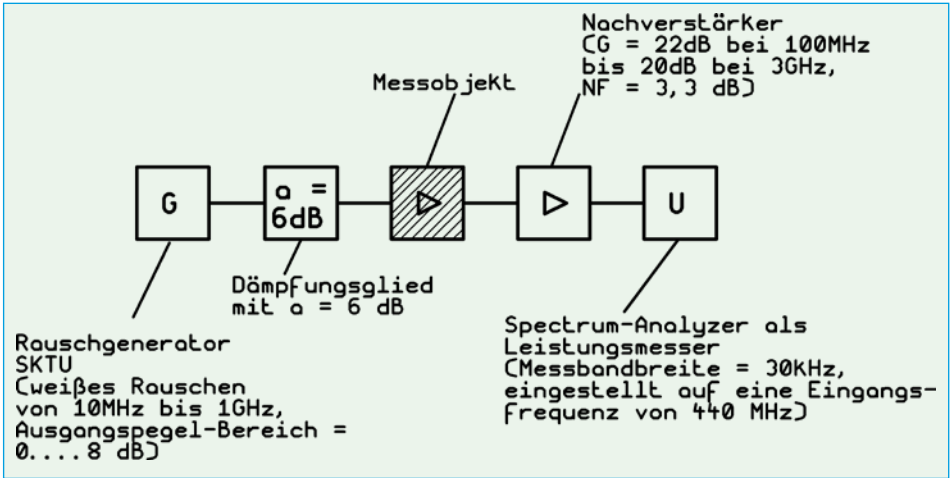 Nachverstärker
(G = 22dB bei 100MHz
bis 20dB bei 3GHz,
NF = 3,3 dB)
Messobjekt
G
a =
6dB
U
Dämpfungsglied
mit a = 6 dB
Rauschgenerator
SKTU
(weißes Rauschen
von 10MHz bis 1GHz,
Ausgangspegel-Bereich =
0....8 dB)
Spectrum-Analyzer als
Leistungsmesser
(Messbandbreite = 30kHz,
eingestellt auf eine Eingangs-
frequenz von 440 MHz)